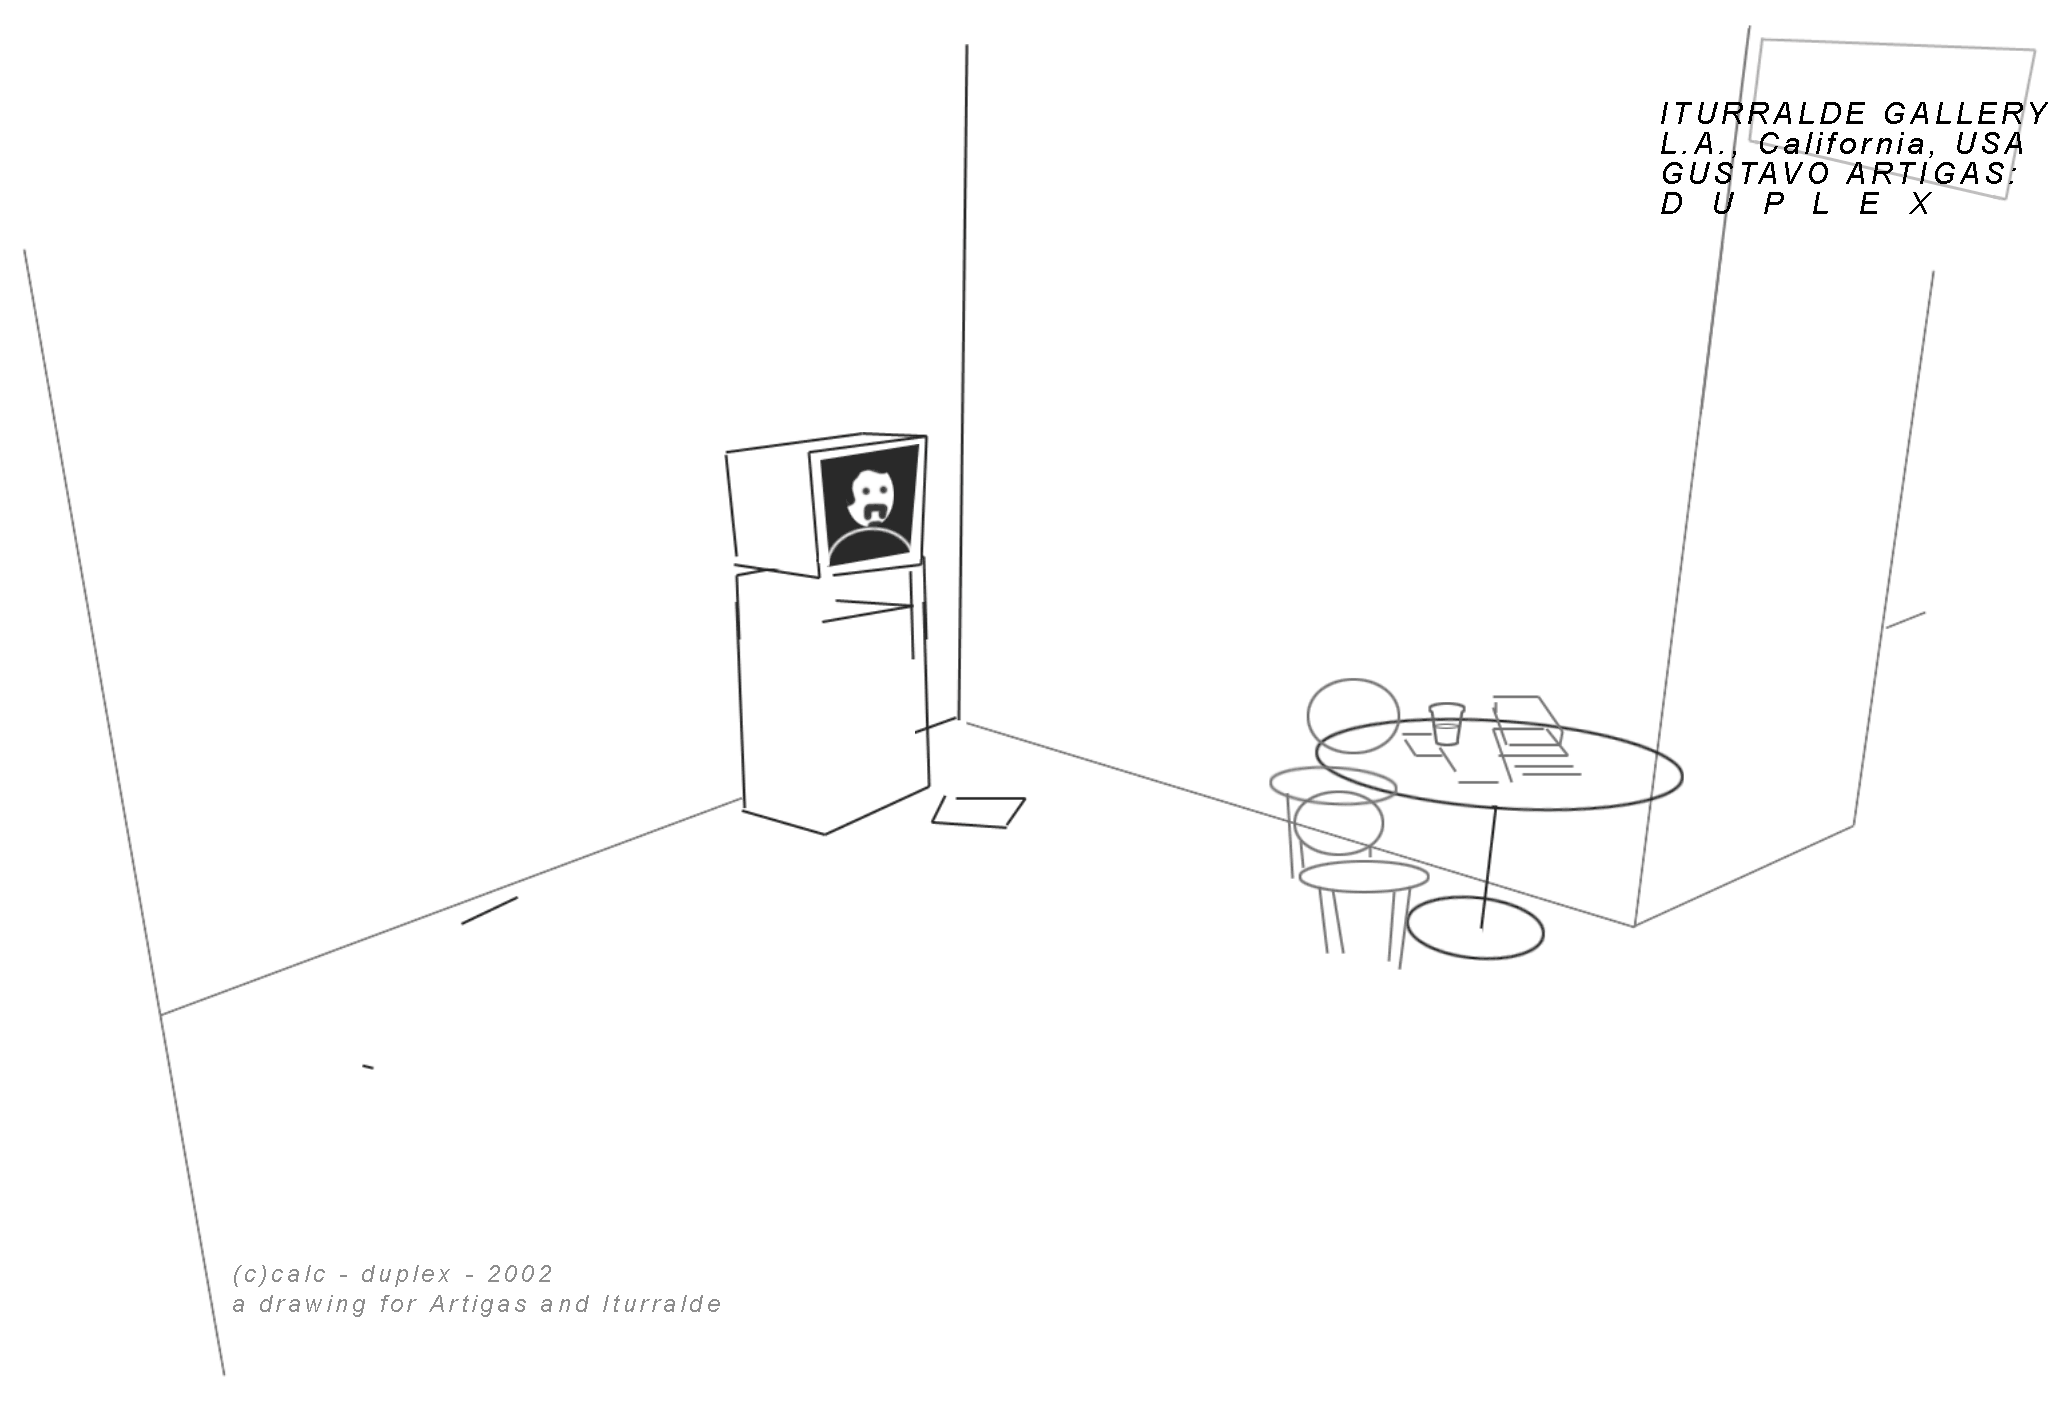 ITURRALDE GALLERY
L.A., California, USA
GUSTAVO ARTIGAS:
D U P L E X
(c)calc - duplex - 2002
a drawing for Artigas and Iturralde